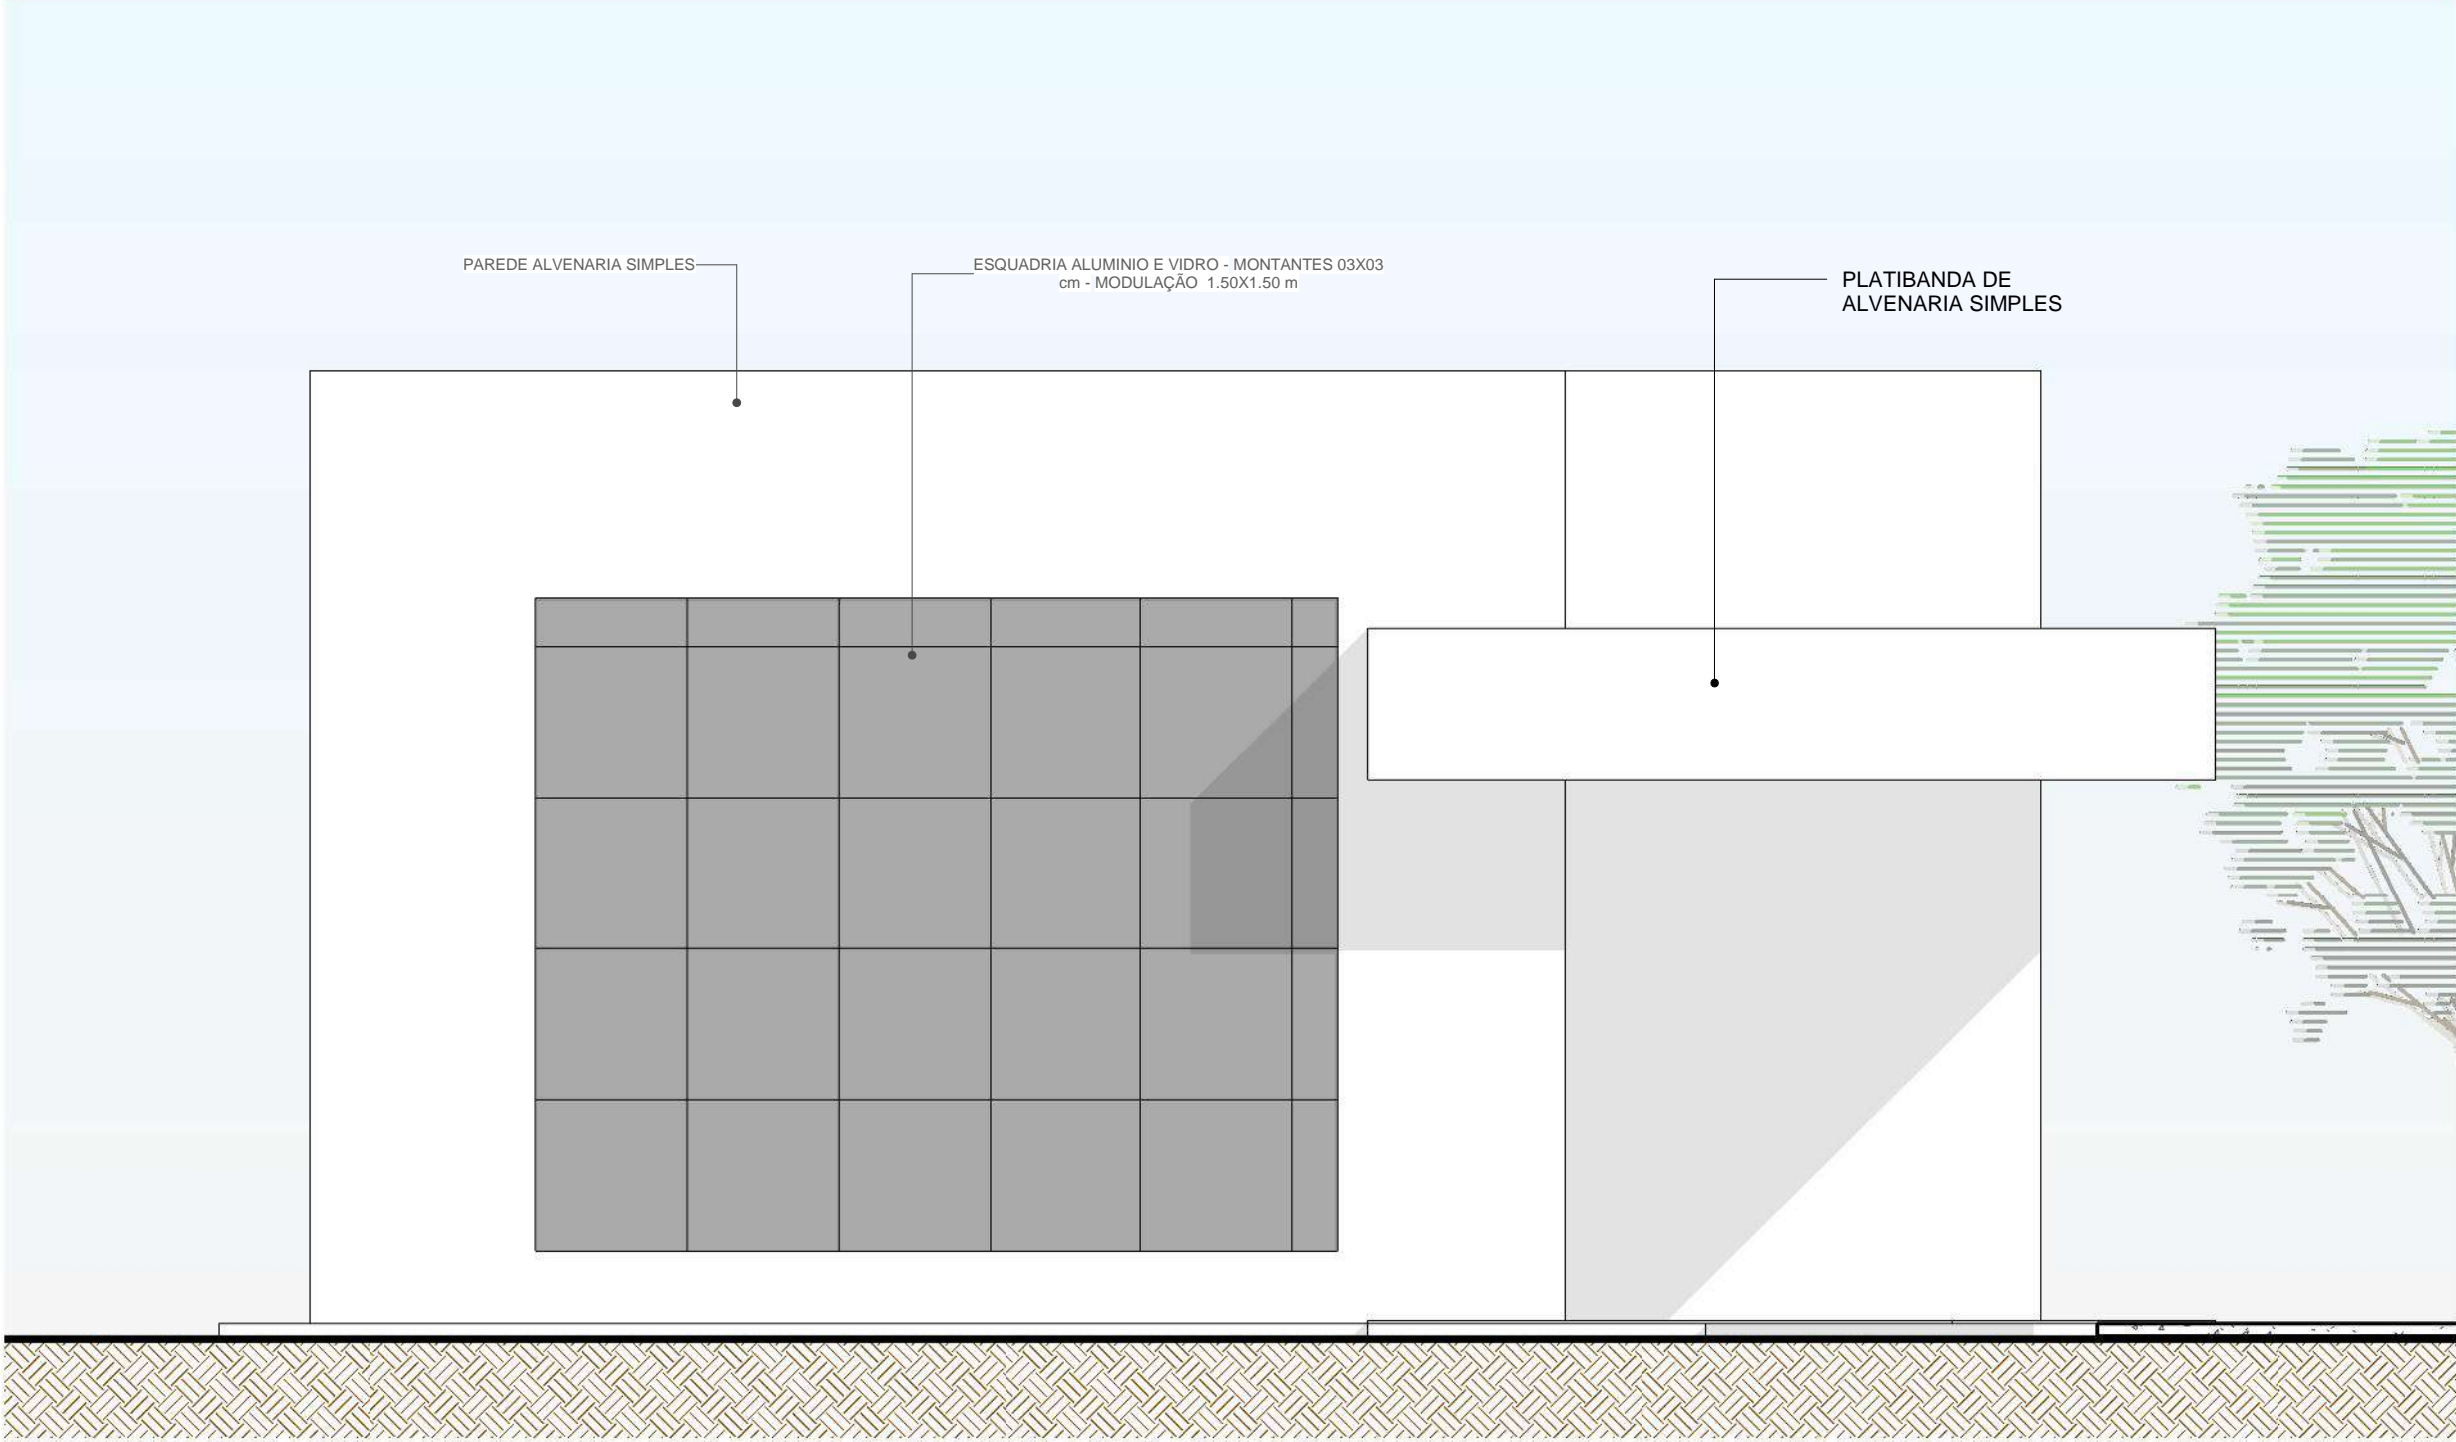 PAREDE ALVENARIA SIMPLES
ESQUADRIA ALUMINIO E VIDRO - MONTANTES 03X03
cm - MODULAÇÃO 1.50X1.50 m
PLATIBANDA DE
ALVENARIA SIMPLES